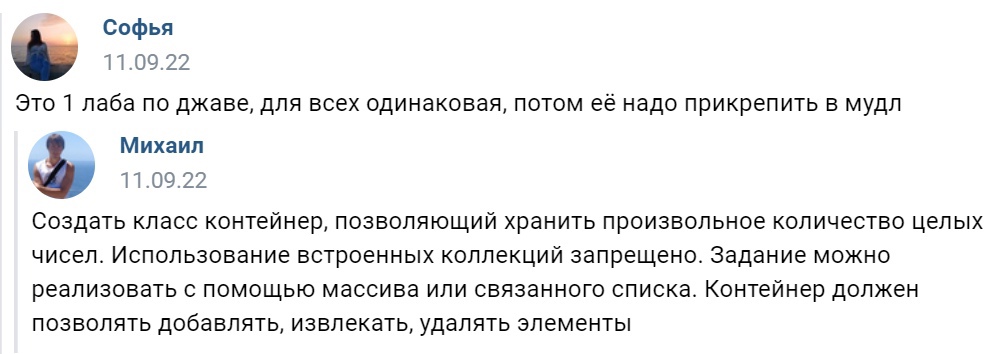 Софья
11.09.22
Это 1 лаба по джаве, для всех одинаковая, потом её надо прикрепить в мудл
Михаил
11.09.22
Создать класс контейнер, позволяющий хранить произвольное количество целых
чисел. Использование встроенных коллекций запрещено. Задание можно
реализовать с помощью массива или связанного списка. Контейнер должен
позволять добавлять, извлекать, удалять элементы